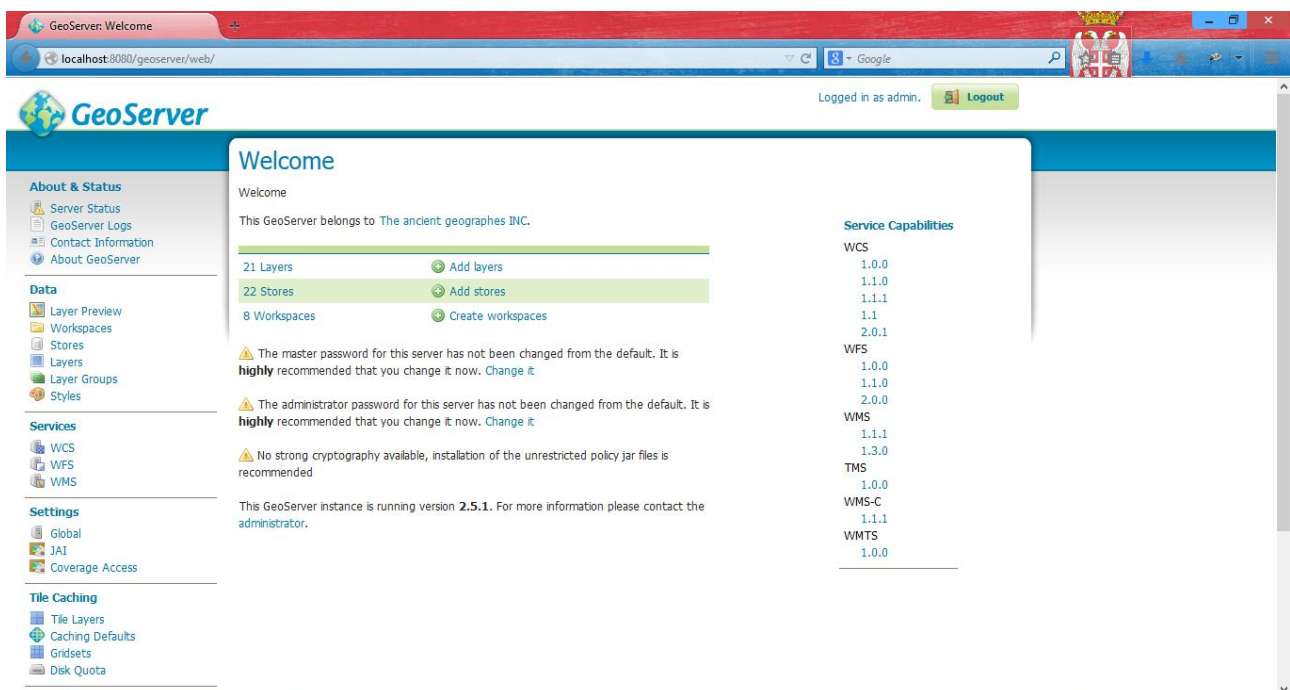 GeoServer: Welcome
localhost:8080/geoserver/web/
Google
GeoServer
Logged in as admin.
Logout
About & Status
Server Status
GeoServer Logs
Contact Information
About GeoServer
Data
Layer Preview
Workspaces
Stores
Layers
Layer Groups
Styles
Services
WCS
WFS
WMS
Settings
Global
JAI
Coverage Access
Tile Caching
Tile Layers
Caching Defaults
Gridsets
Disk Quota
Welcome
Welcome
This GeoServer belongs to The ancient geographes INC.
21 Layers Add layers
22 Stores Add stores
8 Workspaces Create workspaces
The master password for this server has not been changed from the default. It is
highly recommended that you change it now. Change it
The administrator password for this server has not been changed from the default. It is
highly recommended that you change it now. Change it
No strong cryptography available, installation of the unrestricted policy jar files is
recommended
This GeoServer instance is running version 2.5.1. For more information please contact the
administrator.
Service Capabilities
WCS
1.0.0
1.1.0
1.1.1
1.1
2.0.1
WFS
1.0.0
1.1.0
2.0.0
WMS
1.1.1
1.3.0
TMS
1.0.0
WMS-C
1.1.1
WMTS
1.0.0